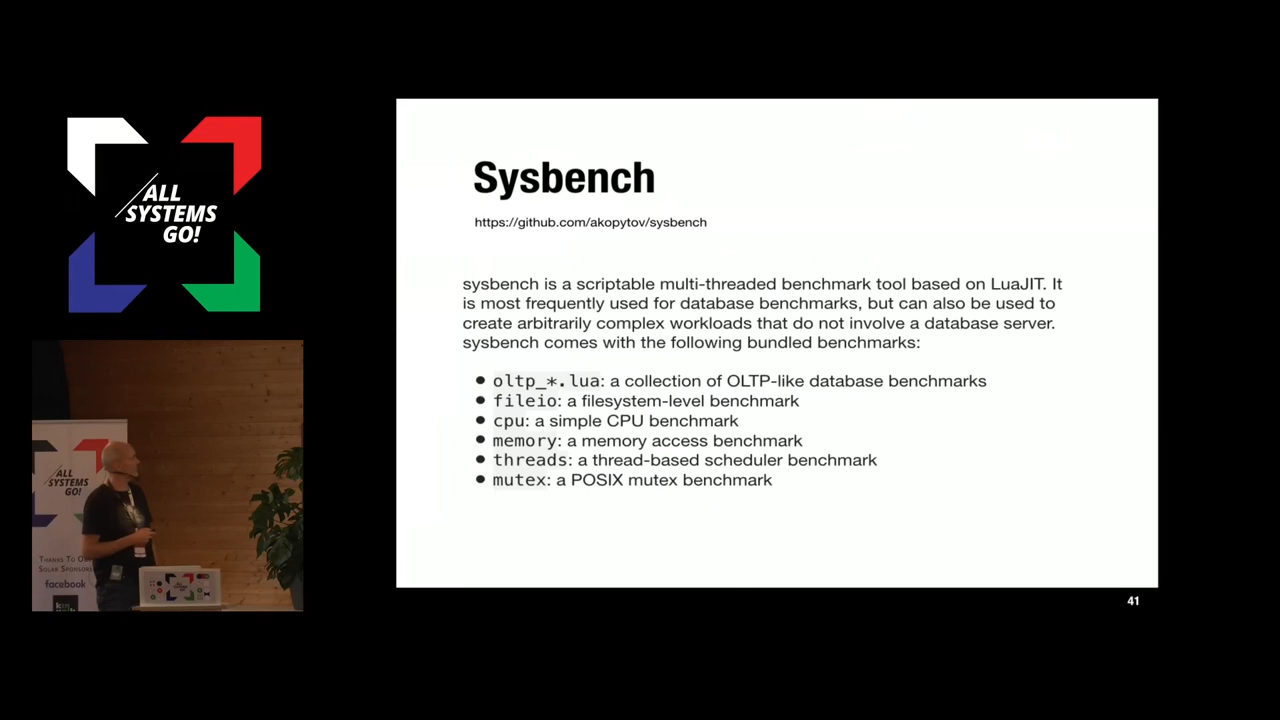 ALL
SYSTEMS
GO!
Sysbench
https://github.com/akopytov/sysbench
sysbench is a scriptable multi-threaded benchmark tool based on LuaJIT. It
is most frequently used for database benchmarks, but can also be used to
create arbitrarily complex workloads that do not involve a database server.
sysbench comes with the following bundled benchmarks:
• oltp_*.lua: a collection of OLTP-like database benchmarks
• fileio: a filesystem-level benchmark
• cpu: a simple CPU benchmark
• memory: a memory access benchmark
• threads: a thread-based scheduler benchmark
• mutex: a POSIX mutex benchmark
41
ALL
SYSTEMS
GO!
THANKS TO
SOLAR SPONSORS
facebook